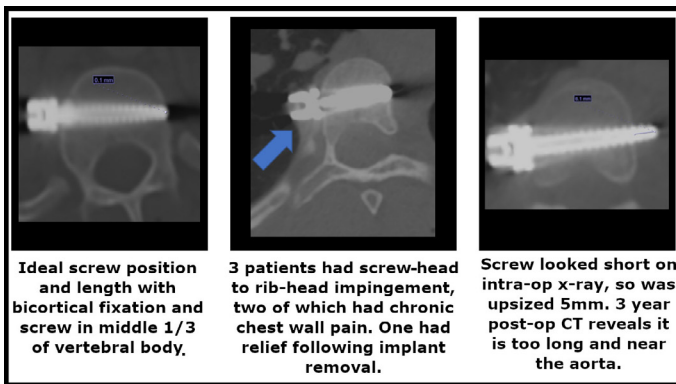 0.1 mm
6.1 mm
Ideal screw position
and length with
bicortical fixation and
screw in middle 1/3
of vertebral body.
3 patients had screw-head
to rib-head impingement,
two of which had chronic
chest wall pain. One had
relief following implant
removal.
Screw looked short on
intra-op x-ray, so was
upsized 5mm. 3 year
post-op CT reveals it
is too long and near
the aorta.